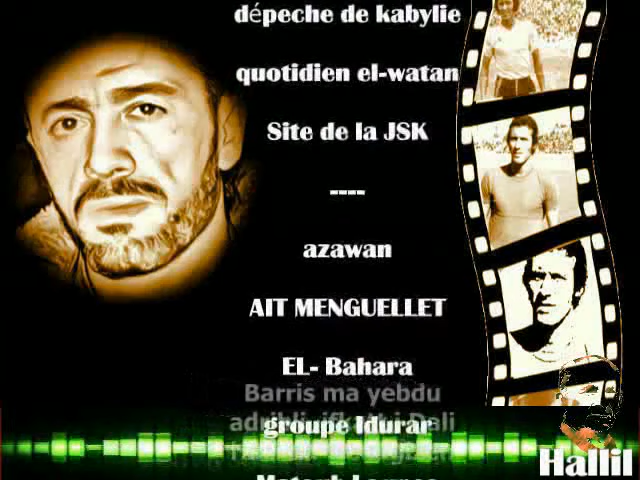 dépeche de kabylie
quotidien el-watan
Site de la JSK
----
azawan
AIT MENGUELLET
EL- Bahara
Barris ma yebdu
groupe Idurar
Hallil